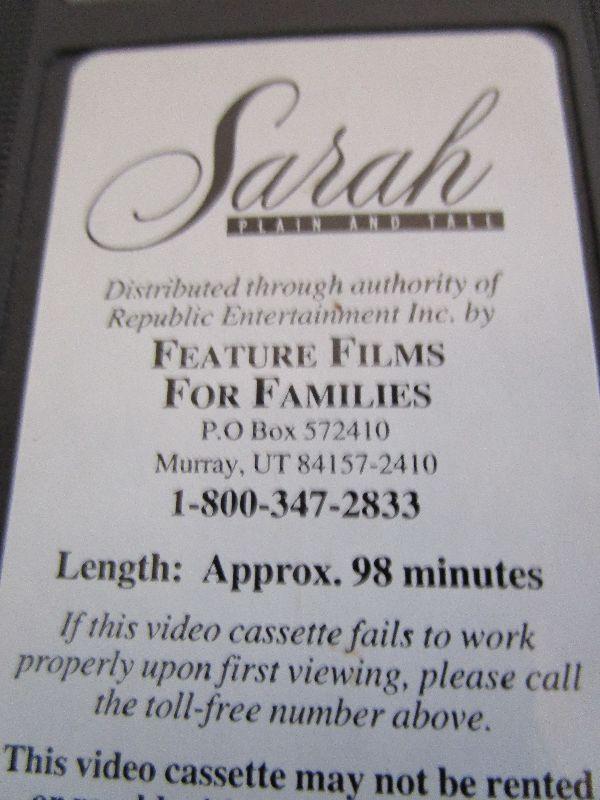 Sarah
PLAIN AND TALL
Distributed through authority of
Republic Entertainment Inc. by
FEATURE FILMS
FOR FAMILIES
P.O Box 572410
Murray, UT 84157-2410
1-800-347-2833
Length: Approx. 98 minutes
If this video cassette fails to work
properly upon first viewing, please call
the toll-free number above.
This video cassette may not be rented